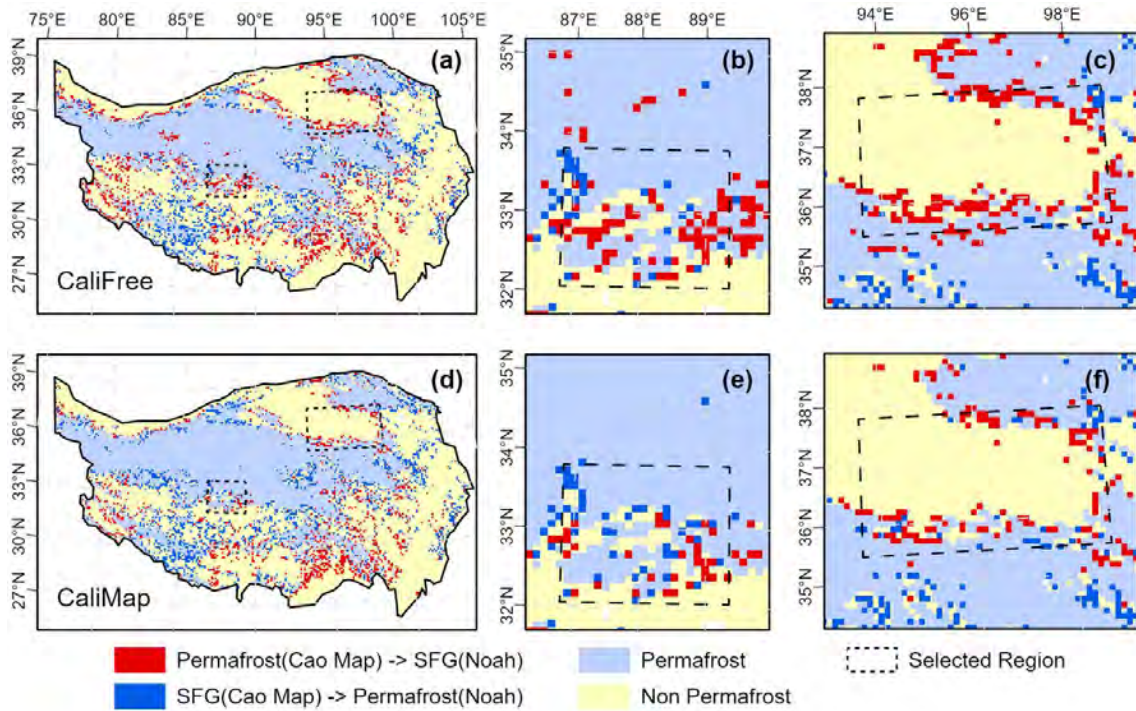 75°E 80°E 85°E 90°E 95°E 100°E 105°E
87°E 88°E 89°E
94°E 96°E 98°E
39°N
36°N
33°N
30°N
27°N
(a)
CaliFree
35°N
34°N
33°N
32°N
(b)
38°N
37°N
36°N
35°N
(c)
39°N
36°N
33°N
30°N
27°N
(d)
CaliMap
35°N
34°N
33°N
32°N
(e)
38°N
37°N
36°N
35°N
(f)
Permafrost(Cao Map) -> SFG(Noah)
Permafrost
Selected Region
SFG(Cao Map) -> Permafrost(Noah)
Non Permafrost